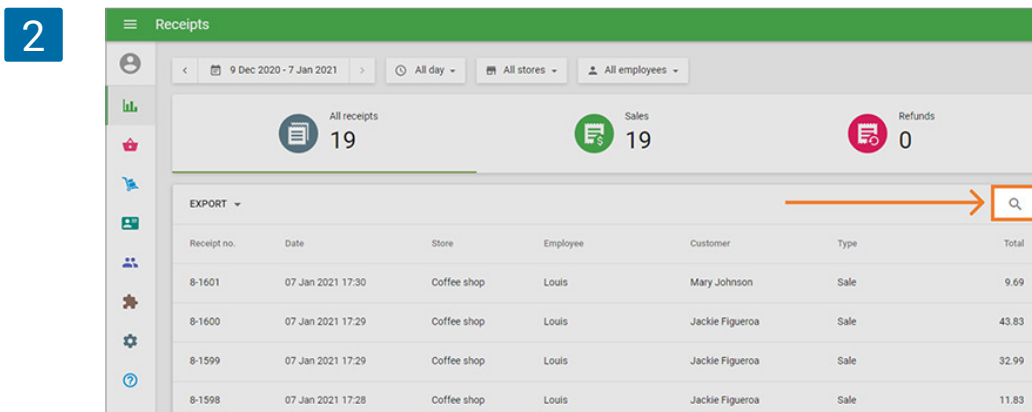 2
Receipts
9 Dec 2020 - 7 Jan 2021 All day All stores All employees
All receipts Sales Refunds
19 19 0
EXPORT
Receipt no. Date Store Employee Customer Type Total
8-1601 07 Jan 2021 17:30 Coffee shop Louis Mary Johnson Sale 9.69
8-1600 07 Jan 2021 17:29 Coffee shop Louis Jackie Figueroa Sale 43.83
8-1599 07 Jan 2021 17:29 Coffee shop Louis Jackie Figueroa Sale 32.99
8-1598 07 Jan 2021 17:28 Coffee shop Louis Jackie Figueroa Sale 11.83